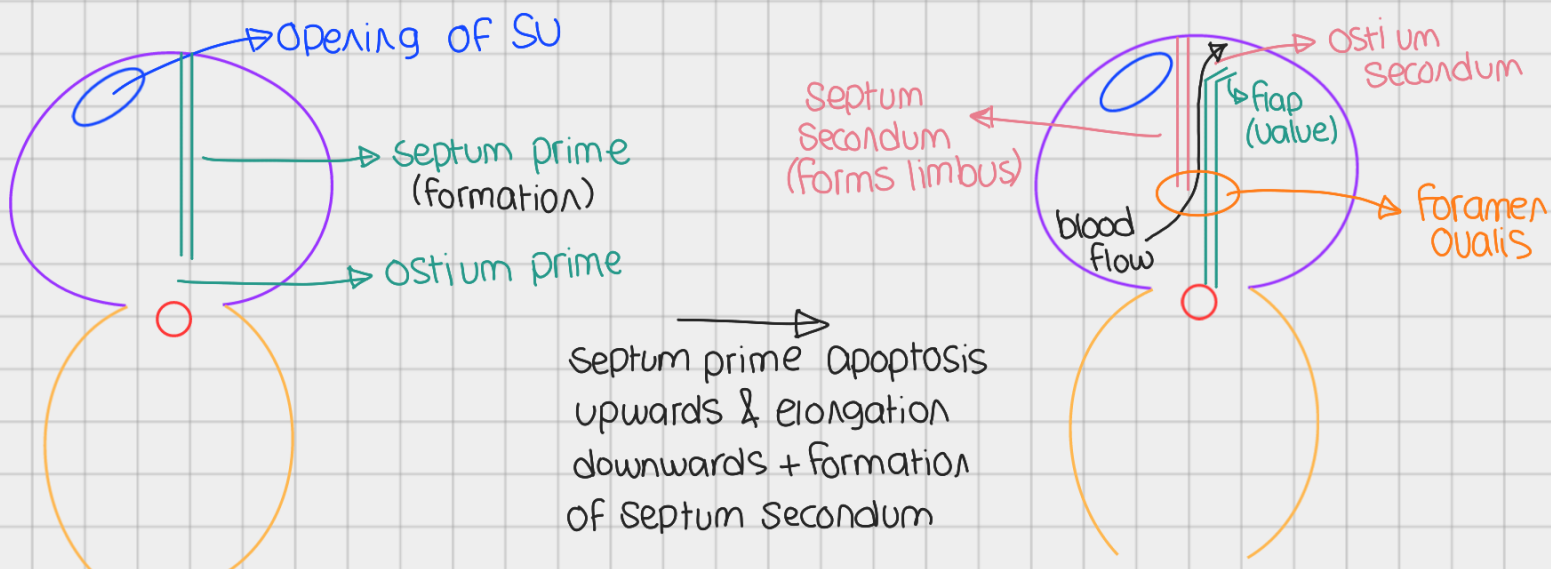 Opening of SU
Septum prime
(formation)
Ostium prime
Septum prime apoptosis
upwards & elongation
downwards + formation
of septum secondum
Septum
secondum
(forms limbus)
blood
flow
Ostium
secondum
flap
(value)
foramen
ovalis